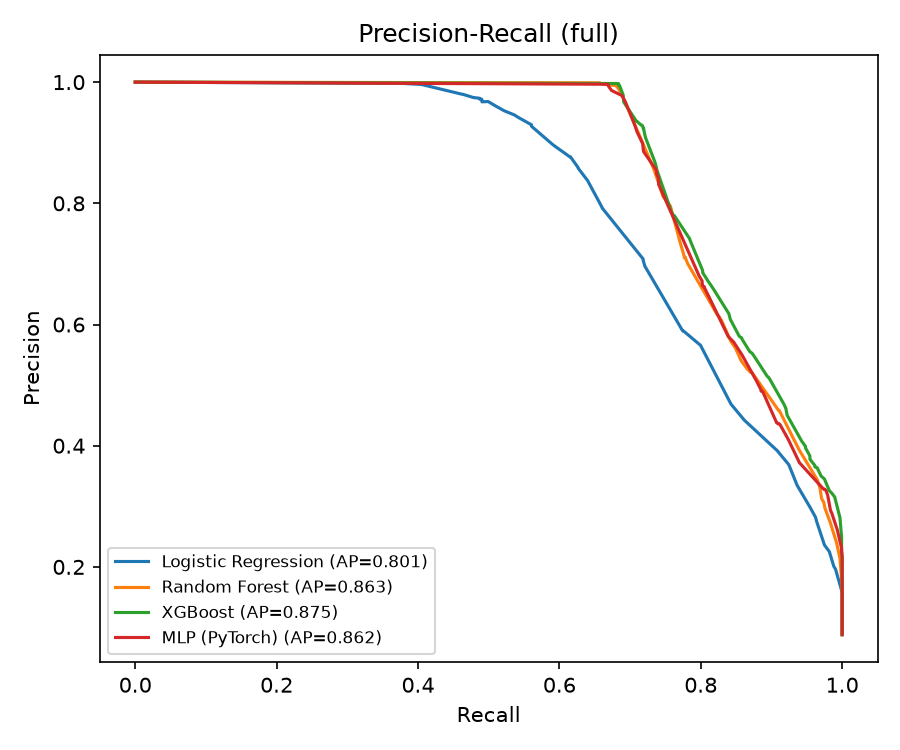 Precision-Recall (full)
Precision
1.0
0.8
0.6
0.4
0.2
Logistic Regression (AP=0.801)
Random Forest (AP=0.863)
XGBoost (AP=0.875)
MLP (PyTorch) (AP=0.862)
0.0 0.2 0.4 0.6 0.8 1.0
Recall